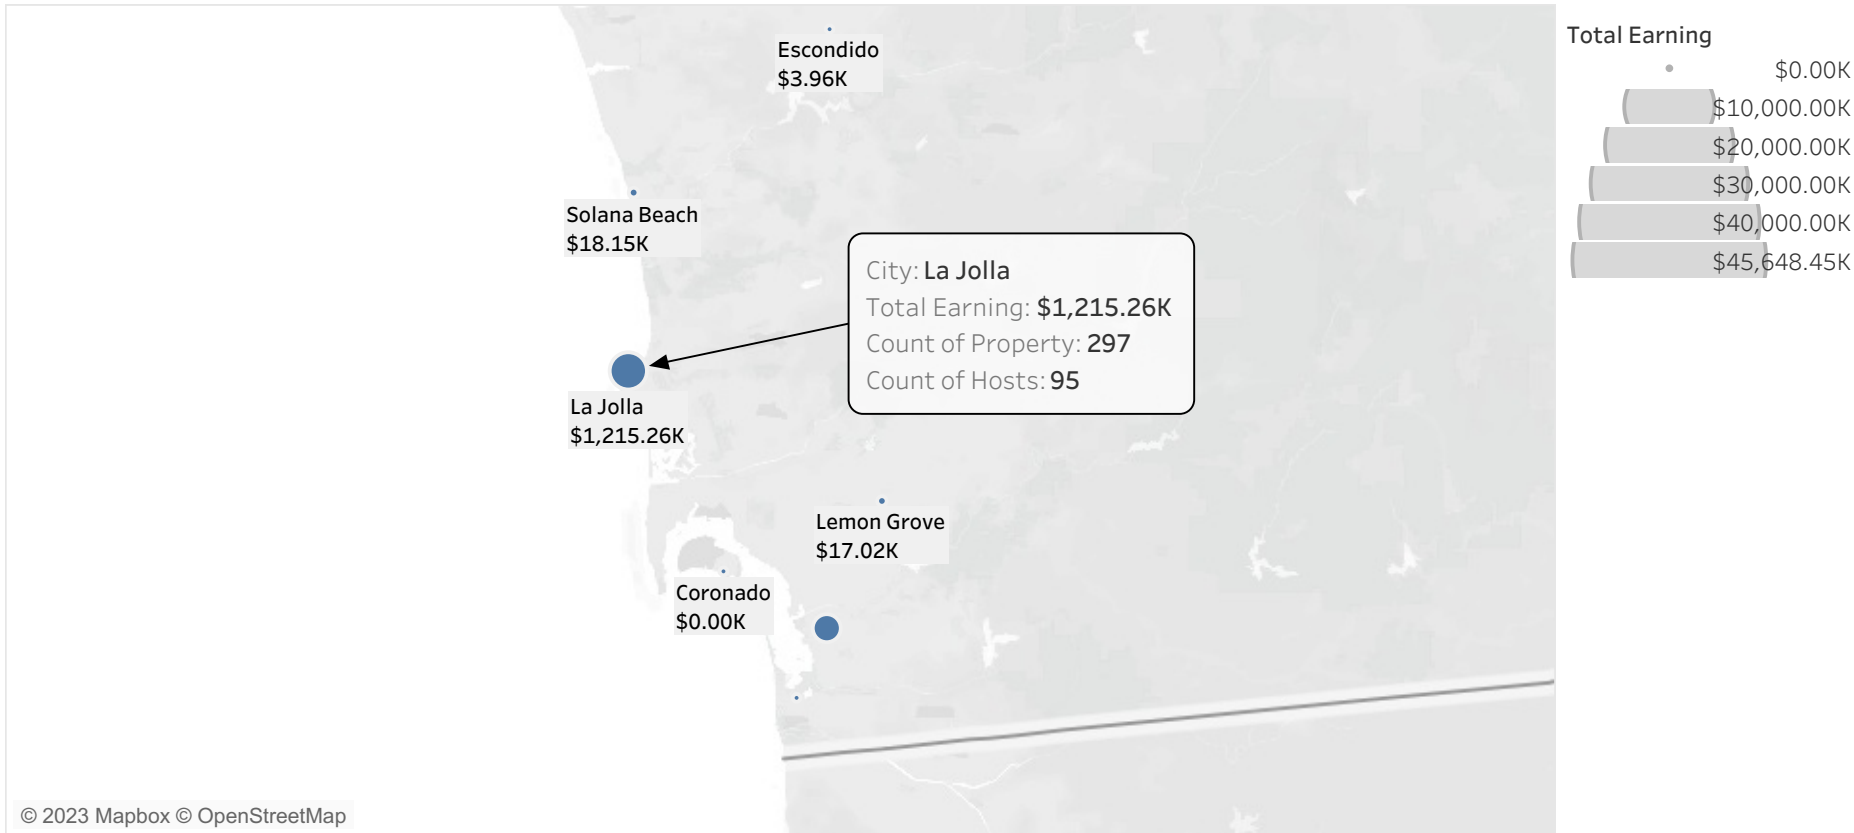 Escondido
$3.96K
Solana Beach
$18.15K
City: La Jolla
Total Earning: $1,215.26K
Count of Property: 297
Count of Hosts: 95
La Jolla
$1,215.26K
Lemon Grove
$17.02K
Coronado
$0.00K
© 2023 Mapbox © OpenStreetMap
Total Earning
$0.00K
$10,000.00K
$20,000.00K
$30,000.00K
$40,000.00K
$45,648.45K